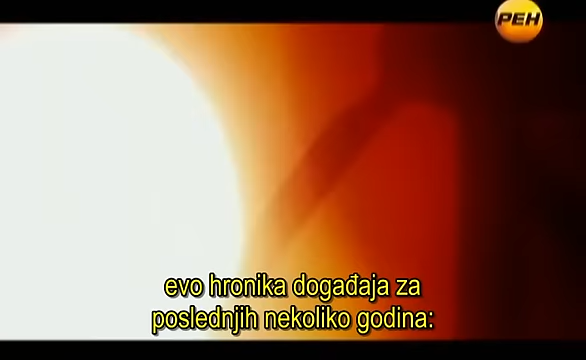 РЕН
evo hronika događaja za
poslednjih nekoliko godina: